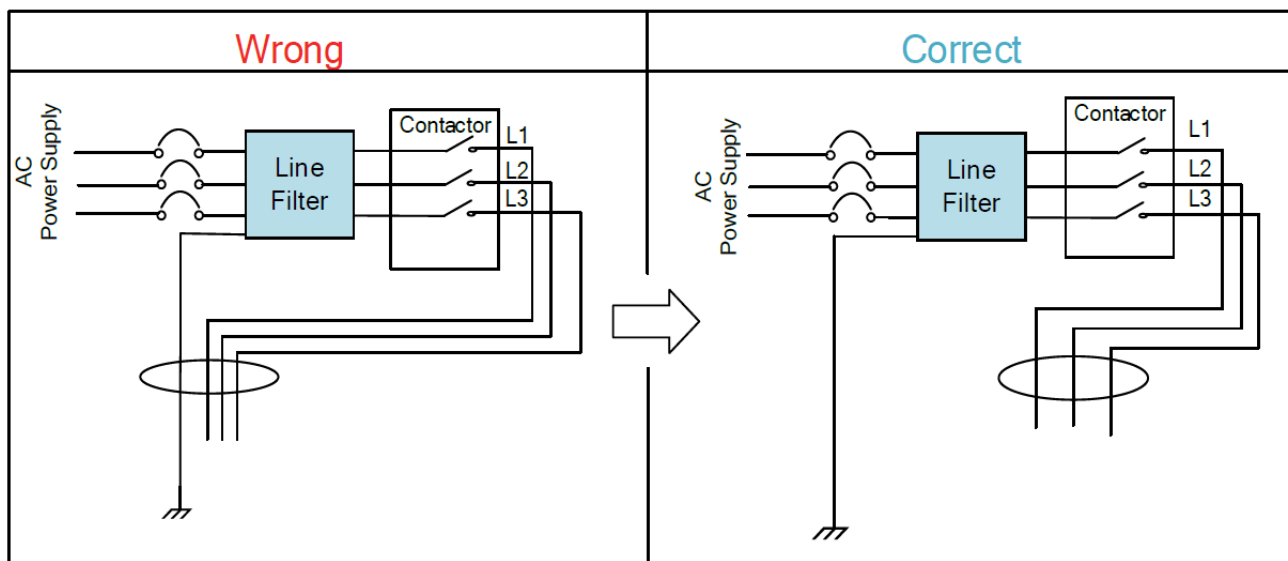 Wrong
Correct
AC
Power Supply
Line
Filter
Contactor
L1
L2
L3
AC
Power Supply
Line
Filter
Contactor
L1
L2
L3